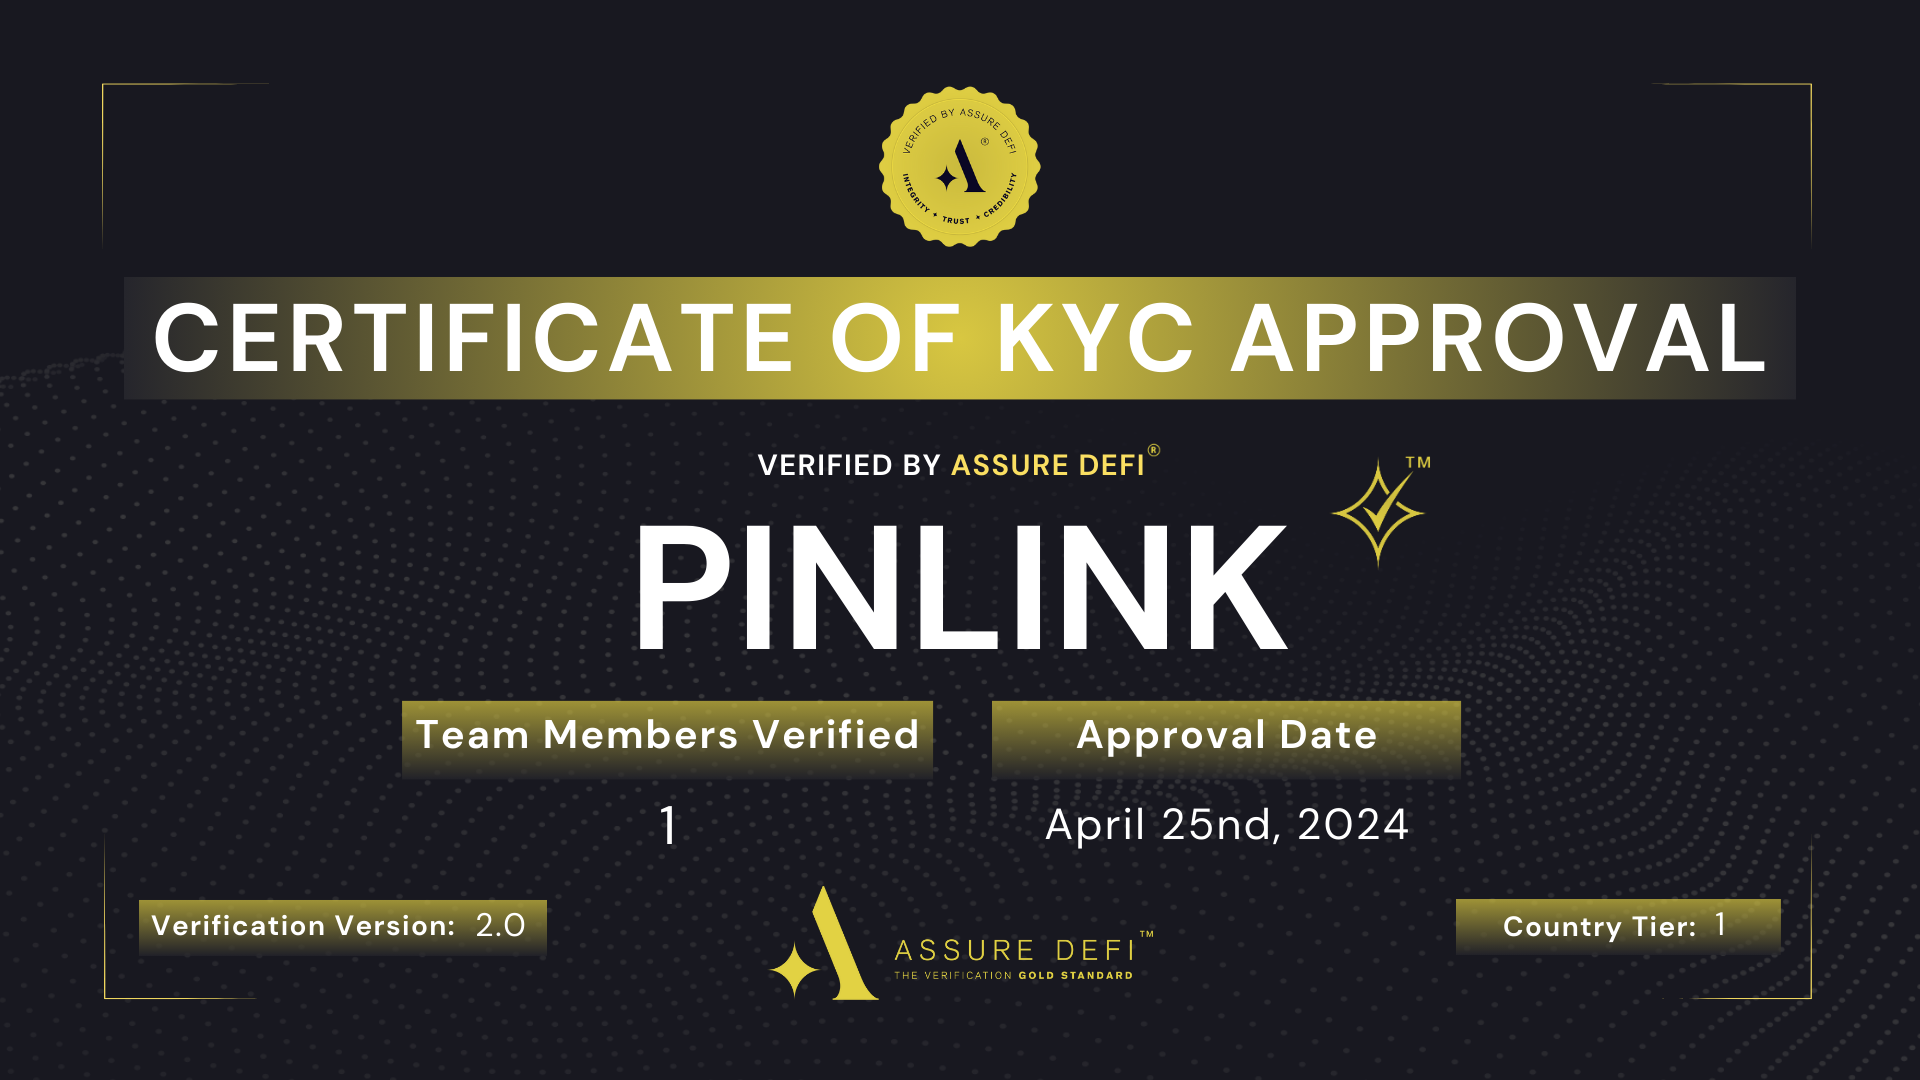 VERIFIED BY ASSURE DEFI
®
INTEGRITY ✦ TRUST ✦ CREDIBILITY
CERTIFICATE OF KYC APPROVAL
VERIFIED BY ASSURE DEFI®
TM
PINLINK
Team Members Verified
1
Approval Date
April 25nd, 2024
Verification Version: 2.0
ASSURE DEFI™
THE VERIFICATION GOLD STANDARD
Country Tier: 1